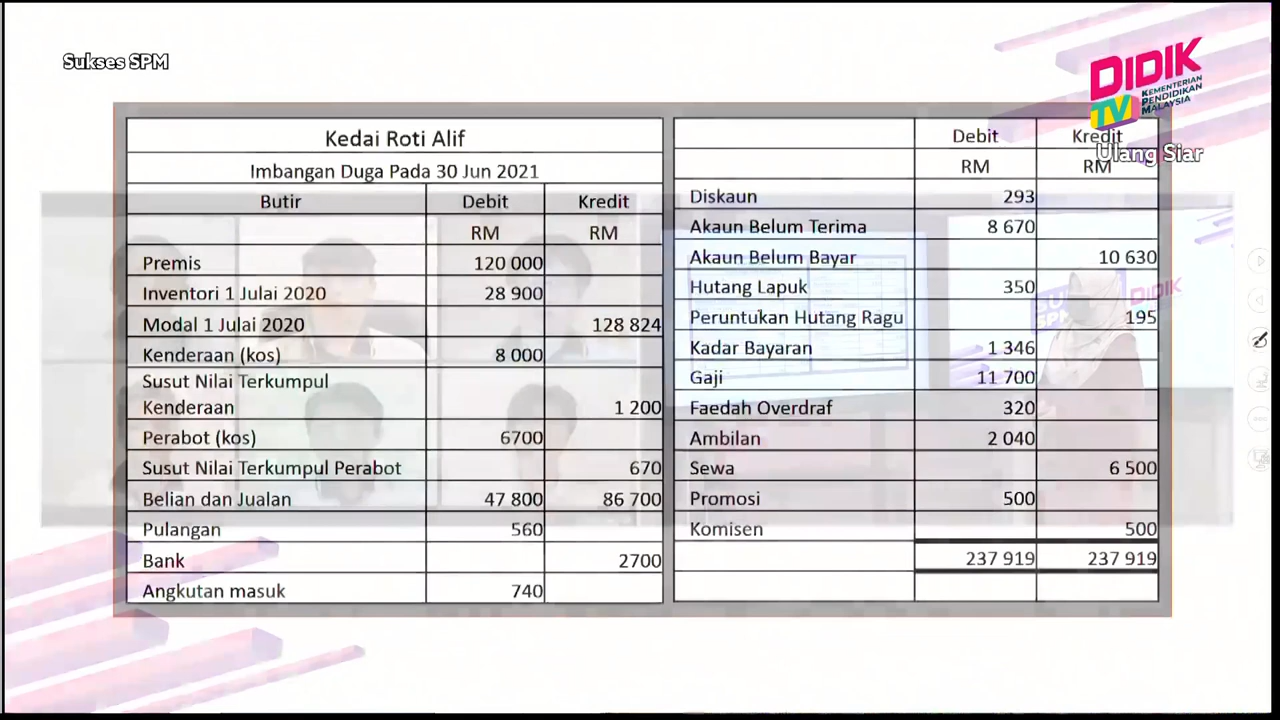 Sukses SPM
DIDIK
TV
KEMENTERIAN
PENDIDIKAN
MALAYSIA
Ulang Siar
Kedai Roti Alif
Imbangan Duga Pada 30 Jun 2021
Butir Debit Kredit
RM RM
Premis 120 000
Inventori 1 Julai 2020 28 900
Modal 1 Julai 2020 128 824
Kenderaan (kos) 8 000
Susut Nilai Terkumpul
Kenderaan 1 200
Perabot (kos) 6700
Susut Nilai Terkumpul Perabot 670
Belian dan Jualan 47 800 86 700
Pulangan 560
Bank 2700
Angkutan masuk 740
Debit Kredit
RM RM
Diskaun 293
Akaun Belum Terima 8 670
Akaun Belum Bayar 10 630
Hutang Lapuk 350
Peruntukan Hutang Ragu 195
Kadar Bayaran 1 346
Gaji 11 700
Faedah Overdraf 320
Ambilan 2 040
Sewa 6 500
Promosi 500
Komisen 500
237 919 237 919
DIDIK
SPM